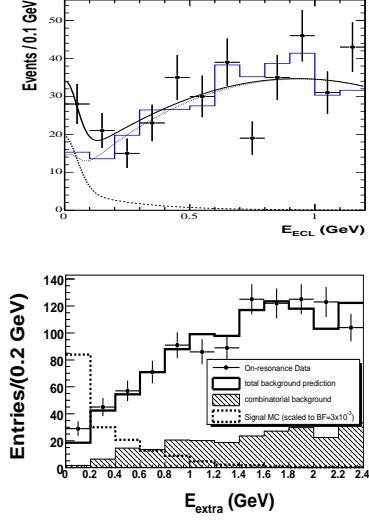 Events / 0.1 GeV
50
40
30
20
10
0
0 0.5 1
E_ECL (GeV)
Entries/(0.2 GeV)
140
120
100
80
60
40
20
0
On-resonance Data
total background prediction
combinatorial background
Signal MC (scaled to BF=3x10^-3)
0 0.2 0.4 0.6 0.8 1.0 1.2 1.4 1.6 1.8 2.0 2.2 2.4
E_extra (GeV)